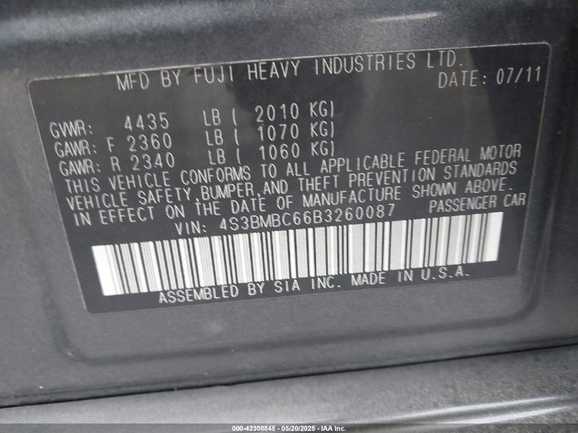 MFD BY FUJI HEAVY INDUSTRIES LTD.
DATE: 07/11
GVWR: 4435 LB ( 2010 KG)
GAWR: F 2360 LB ( 1070 KG)
GAWR: R 2340 LB ( 1060 KG)
THIS VEHICLE CONFORMS TO ALL APPLICABLE FEDERAL MOTOR
VEHICLE SAFETY, BUMPER, AND THEFT PREVENTION STANDARDS
IN EFFECT ON THE DATE OF MANUFACTURE SHOWN ABOVE.
VIN: 4S3BMBC66B3260087 PASSENGER CAR
ASSEMBLED BY SIA INC. MADE IN U.S.A.
000-42308848 - 05/20/2025 - IAA Inc.